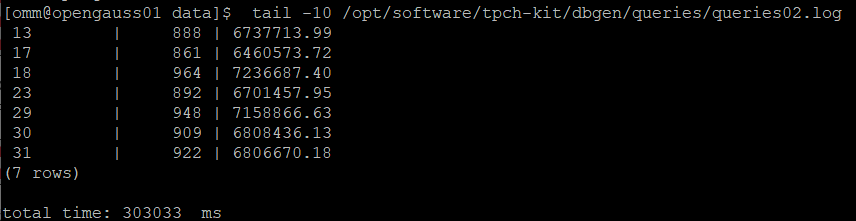 [omm@opengauss01 data]$  tail -10 /opt/software/tpch-kit/dbgen/queries/queries02.log
 13        |     888 | 6737713.99
 17        |     861 | 6460573.72
 18        |     964 | 7236687.40
 23        |     892 | 6701457.95
 29        |     948 | 7158866.63
 30        |     909 | 6808436.13
 31        |     922 | 6806670.18
(7 rows)
total time: 303033  ms